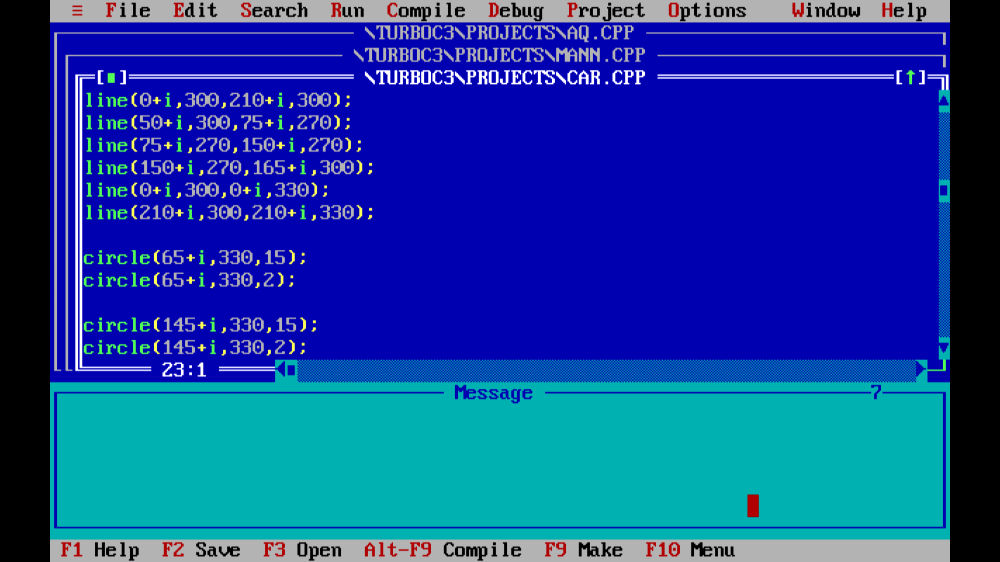 ≡ File Edit Search Run Compile Debug Project Options Window Help
\TURBOC3\PROJECTS\AQ.CPP
\TURBOC3\PROJECTS\MANN.CPP
[■] \TURBOC3\PROJECTS\CAR.CPP [↑]
line(0+i,300,210+i,300);
line(50+i,300,75+i,270);
line(75+i,270,150+i,270);
line(150+i,270,165+i,300);
line(0+i,300,0+i,330);
line(210+i,300,210+i,330);
circle(65+i,330,15);
circle(65+i,330,2);
circle(145+i,330,15);
circle(145+i,330,2);
23:1
Message 7
F1 Help F2 Save F3 Open Alt-F9 Compile F9 Make F10 Menu